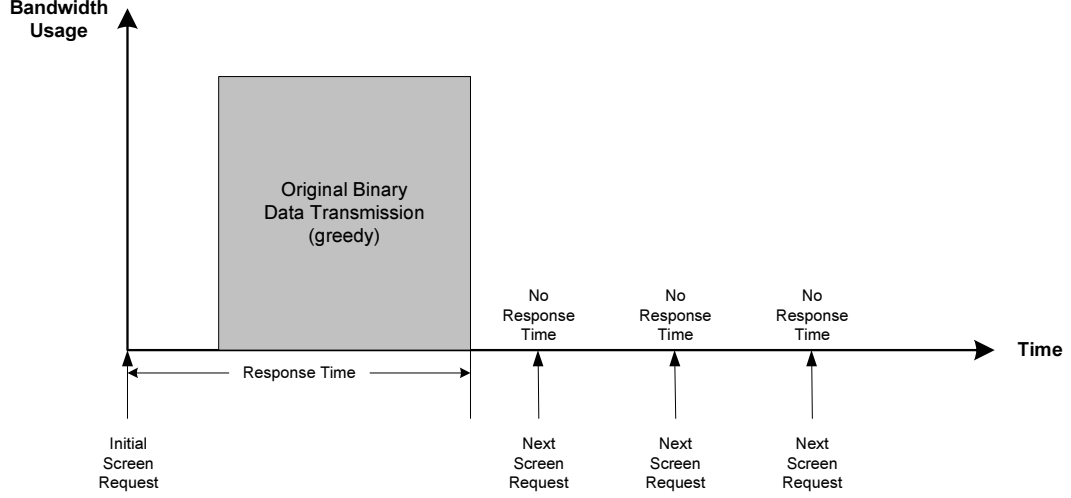 Bandwidth
Usage
Original Binary
Data Transmission
(greedy)
No
Response
Time
No
Response
Time
No
Response
Time
Time
Response Time
Initial
Screen
Request
Next
Screen
Request
Next
Screen
Request
Next
Screen
Request